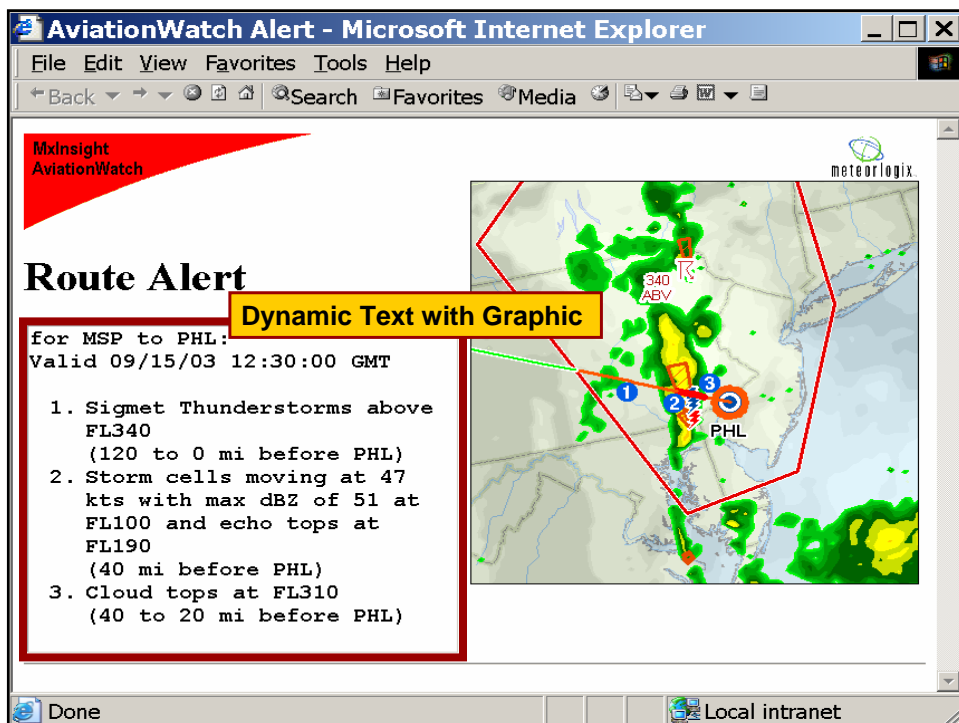 AviationWatch Alert - Microsoft Internet Explorer
File Edit View Favorites Tools Help
Back Search Favorites Media
MxInsight
AviationWatch
meteorlogix
Route Alert
Dynamic Text with Graphic
for MSP to PHL:
Valid 09/15/03 12:30:00 GMT
1. Sigmet Thunderstorms above
FL340
(120 to 0 mi before PHL)
2. Storm cells moving at 47
kts with max dBZ of 51 at
FL100 and echo tops at
FL190
(40 mi before PHL)
3. Cloud tops at FL310
(40 to 20 mi before PHL)
340
ABV
1
2
3
PHL
Done
Local intranet